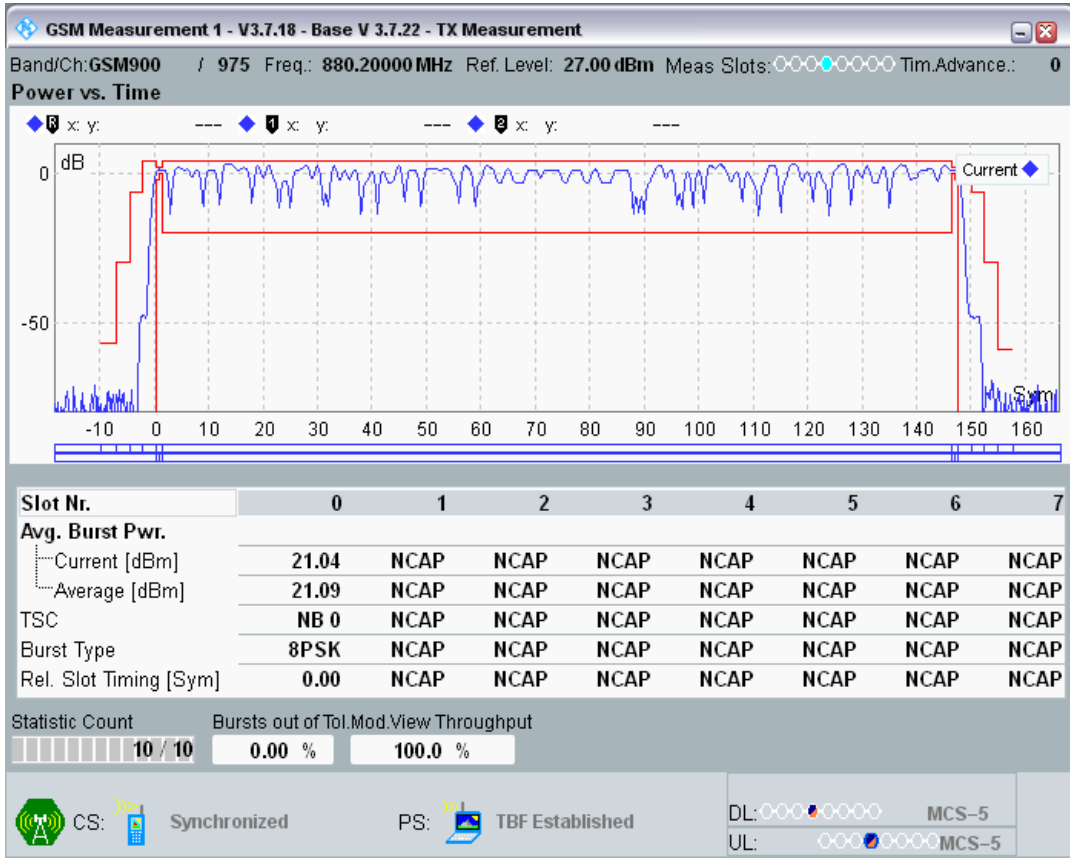 GSM Measurement 1 - V3.7.18 - Base V 3.7.22 - TX Measurement
Band/Ch:GSM900 / 975 Freq.: 880.20000 MHz Ref. Level: 27.00 dBm Meas Slots: Tim.Advance.: 0
Power vs. Time
R x: y: --- 1 x: y: --- 2 x: y: ---
dB
Current
0
-50
Sym
-10 0 10 20 30 40 50 60 70 80 90 100 110 120 130 140 150 160
Slot Nr. 0 1 2 3 4 5 6 7
Avg. Burst Pwr.
Current [dBm] 21.04 NCAP NCAP NCAP NCAP NCAP NCAP NCAP
Average [dBm] 21.09 NCAP NCAP NCAP NCAP NCAP NCAP NCAP
TSC NB 0 NCAP NCAP NCAP NCAP NCAP NCAP NCAP
Burst Type 8PSK NCAP NCAP NCAP NCAP NCAP NCAP NCAP
Rel. Slot Timing [Sym] 0.00 NCAP NCAP NCAP NCAP NCAP NCAP NCAP
Statistic Count Bursts out of Tol.Mod.View Throughput
10 / 10 0.00 % 100.0 %
CS: Synchronized PS: TBF Established DL: MCS-5
UL: MCS-5